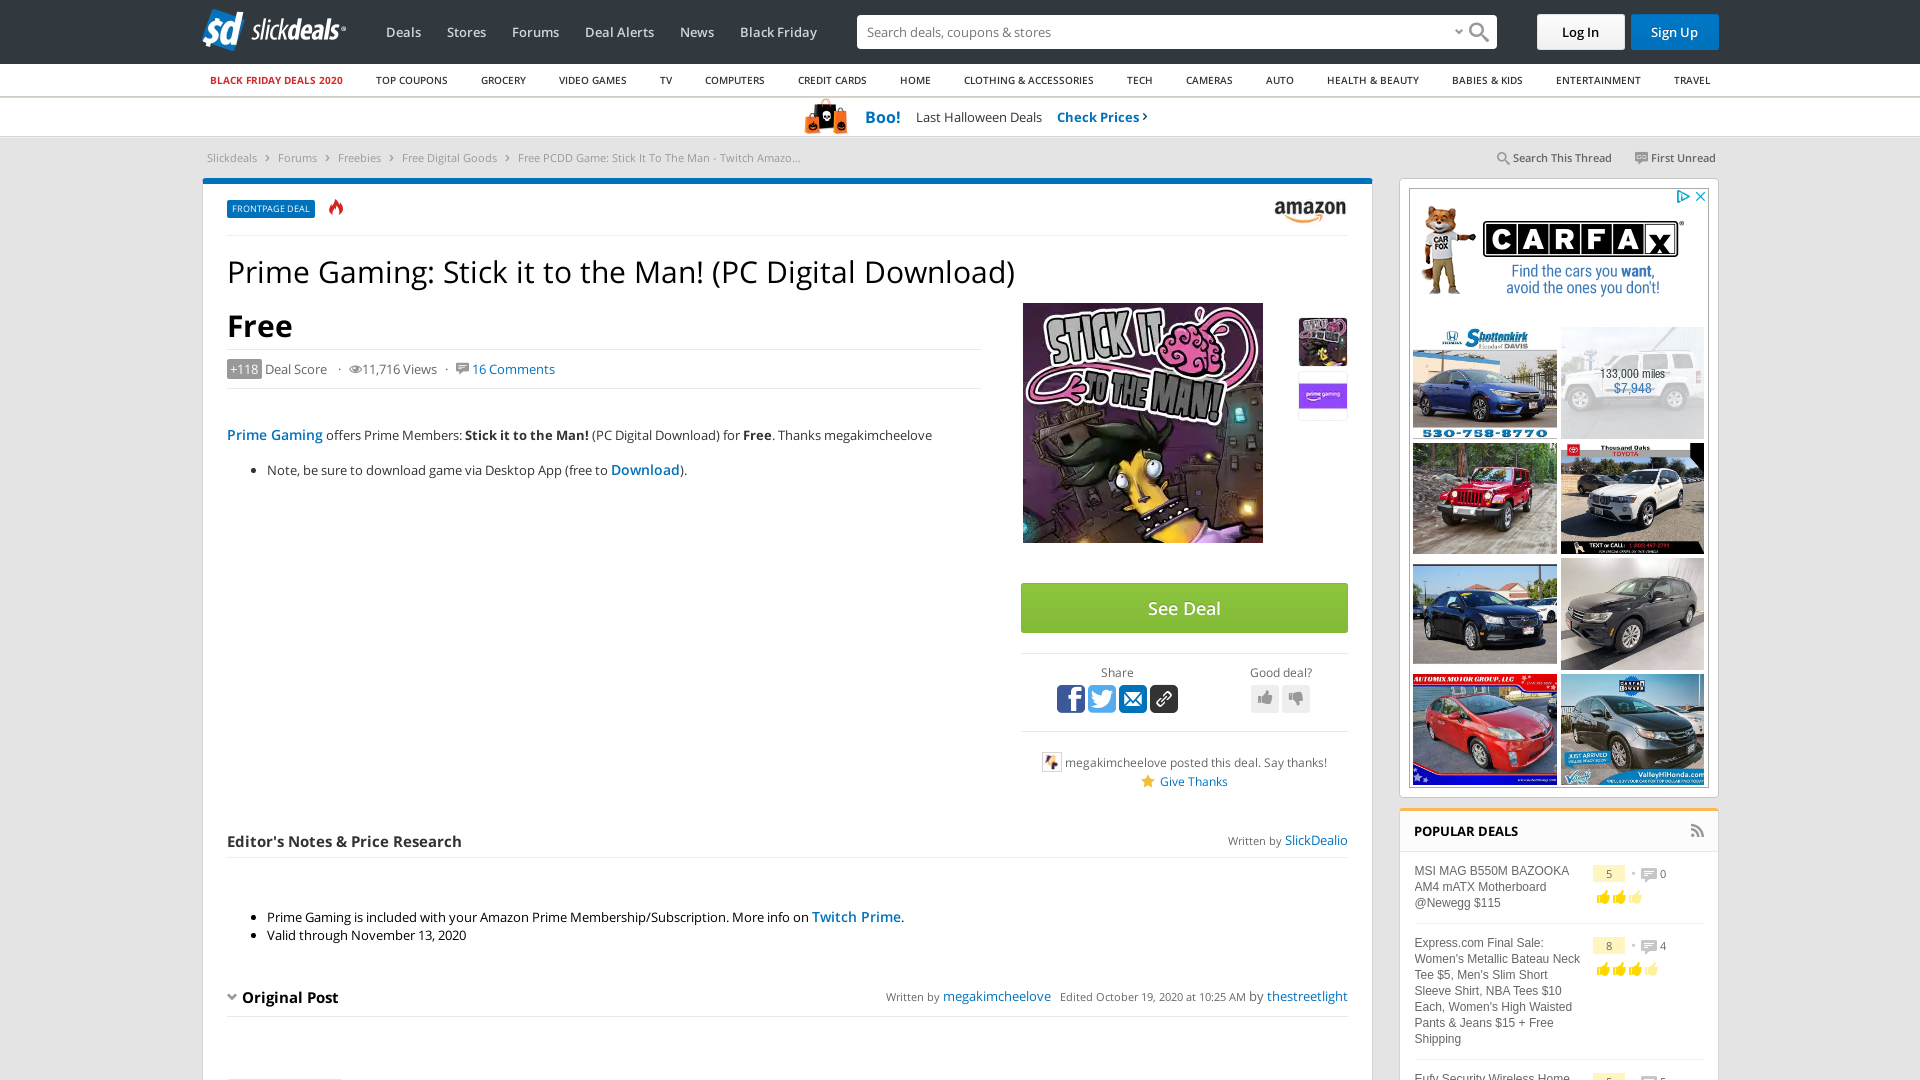 slickdeals
Deals Stores Forums Deal Alerts News Black Friday
Search deals, coupons & stores
Log In Sign Up
BLACK FRIDAY DEALS 2020 TOP COUPONS GROCERY VIDEO GAMES TV COMPUTERS CREDIT CARDS HOME CLOTHING & ACCESSORIES TECH CAMERAS AUTO HEALTH & BEAUTY BABIES & KIDS ENTERTAINMENT TRAVEL
Boo! Last Halloween Deals Check Prices
Slickdeals Forums Freebies Free Digital Goods Free PCDD Game: Stick It To The Man - Twitch Amazo...
Search This Thread First Unread
FRONTPAGE DEAL
amazon
Prime Gaming: Stick it to the Man! (PC Digital Download)
Free
+118 Deal Score · 11,716 Views · 16 Comments
Prime Gaming offers Prime Members: Stick it to the Man! (PC Digital Download) for Free. Thanks megakimcheelove
Note, be sure to download game via Desktop App (free to Download).
STICK IT
TO THE MAN!
prime gaming
See Deal
Share
Good deal?
megakimcheelove posted this deal. Say thanks!
Give Thanks
Editor's Notes & Price Research
Written by SlickDealio
Prime Gaming is included with your Amazon Prime Membership/Subscription. More info on Twitch Prime.
Valid through November 13, 2020
Original Post
Written by megakimcheelove Edited October 19, 2020 at 10:25 AM by thestreetlight
CAR
FOX
CARFAX
Find the cars you want,
avoid the ones you don't!
HONDA Shottenkirk
Honda of DAVIS
530-758-8770
133,000 miles
$7,948
Thousand Oaks
TOYOTA
TEXT or CALL:
AUTOMIX MOTOR GROUP, LLC
JUST ARRIVED
ValleyHiHonda.com
POPULAR DEALS
MSI MAG B550M BAZOOKA
AM4 mATX Motherboard
@Newegg $115
5 0
Express.com Final Sale:
Women's Metallic Bateau Neck
Tee $5, Men's Slim Short
Sleeve Shirt, NBA Tees $10
Each, Women's High Waisted
Pants & Jeans $15 + Free
Shipping
8 4
Eufy Security Wireless Home